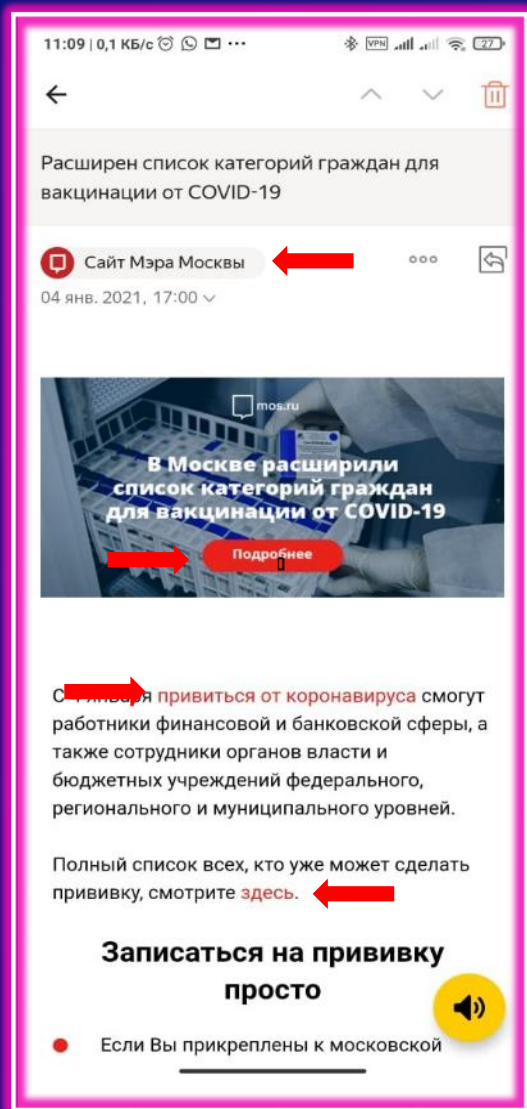 11:09 | 0,1 КБ/с
VPN
27
Расширен список категорий граждан для
вакцинации от COVID-19
Сайт Мэра Москвы
04 янв. 2021, 17:00
mos.ru
В Москве расширили
список категорий граждан
для вакцинации от COVID-19
Подробнее
С января привиться от коронавируса смогут
работники финансовой и банковской сферы, а
также сотрудники органов власти и
бюджетных учреждений федерального,
регионального и муниципального уровней.
Полный список всех, кто уже может сделать
прививку, смотрите здесь.
Записаться на прививку
просто
Если Вы прикреплены к московской